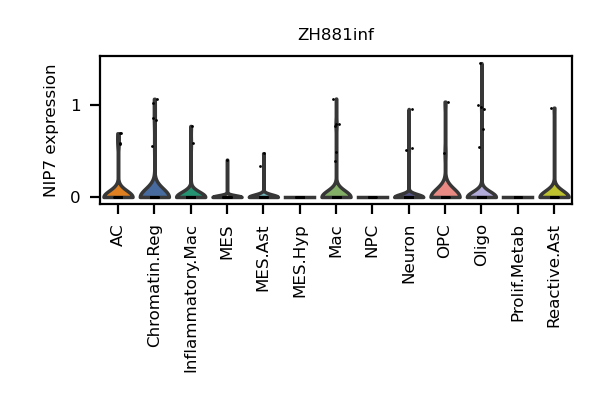 ZH881inf
NIP7 expression
1
0
AC
Chromatin.Reg
Inflammatory.Mac
MES
MES.Ast
MES.Hyp
Mac
NPC
Neuron
OPC
Oligo
Prolif.Metab
Reactive.Ast